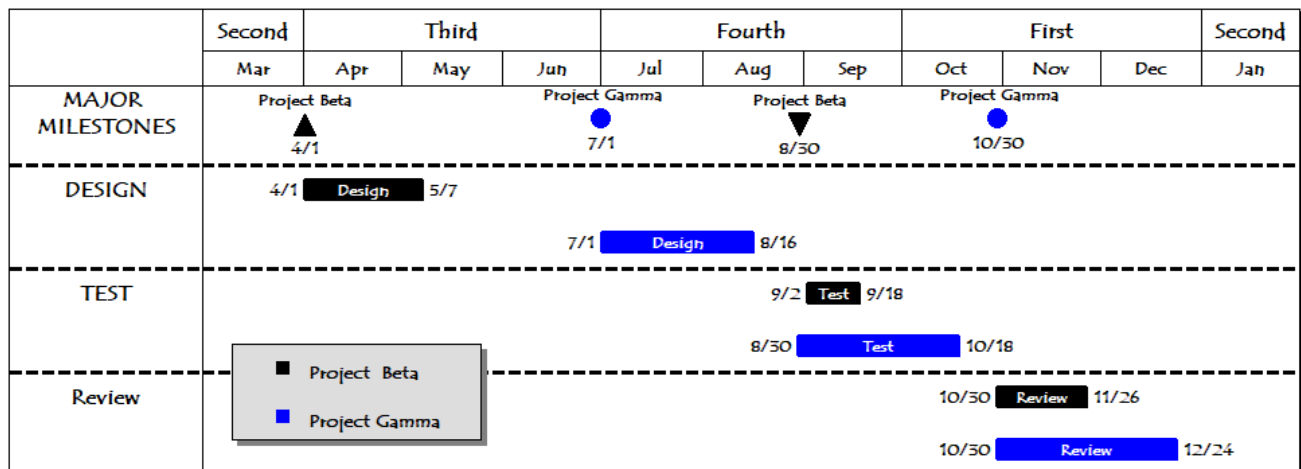 Second Third Fourth First Second
Mar Apr May Jun Jul Aug Sep Oct Nov Dec Jan
MAJOR
MILESTONES
Project Beta Project Gamma Project Beta Project Gamma
4/1 7/1 8/30 10/30
DESIGN
4/1 Design 5/7
7/1 Design 8/16
TEST
9/2 Test 9/18
8/30 Test 10/18
Project Beta
Project Gamma
Review
10/30 Review 11/26
10/30 Review 12/24